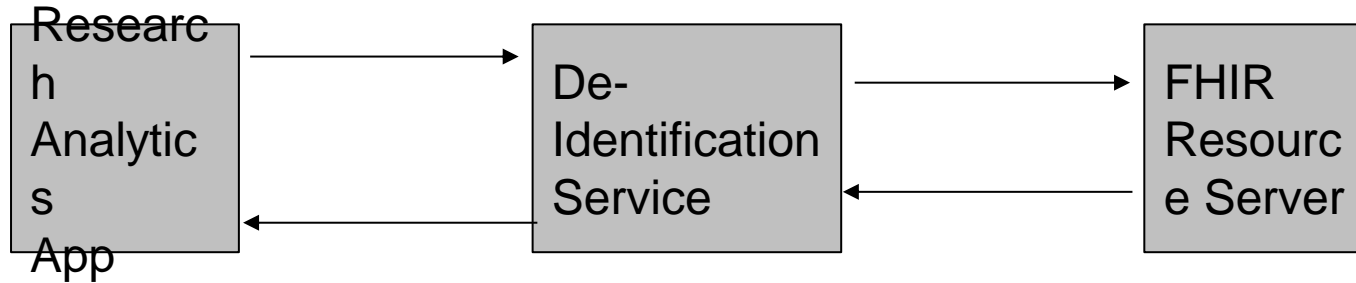 Researc
h
Analytic
s
App
De-
Identification
Service
FHIR
Resourc
e Server